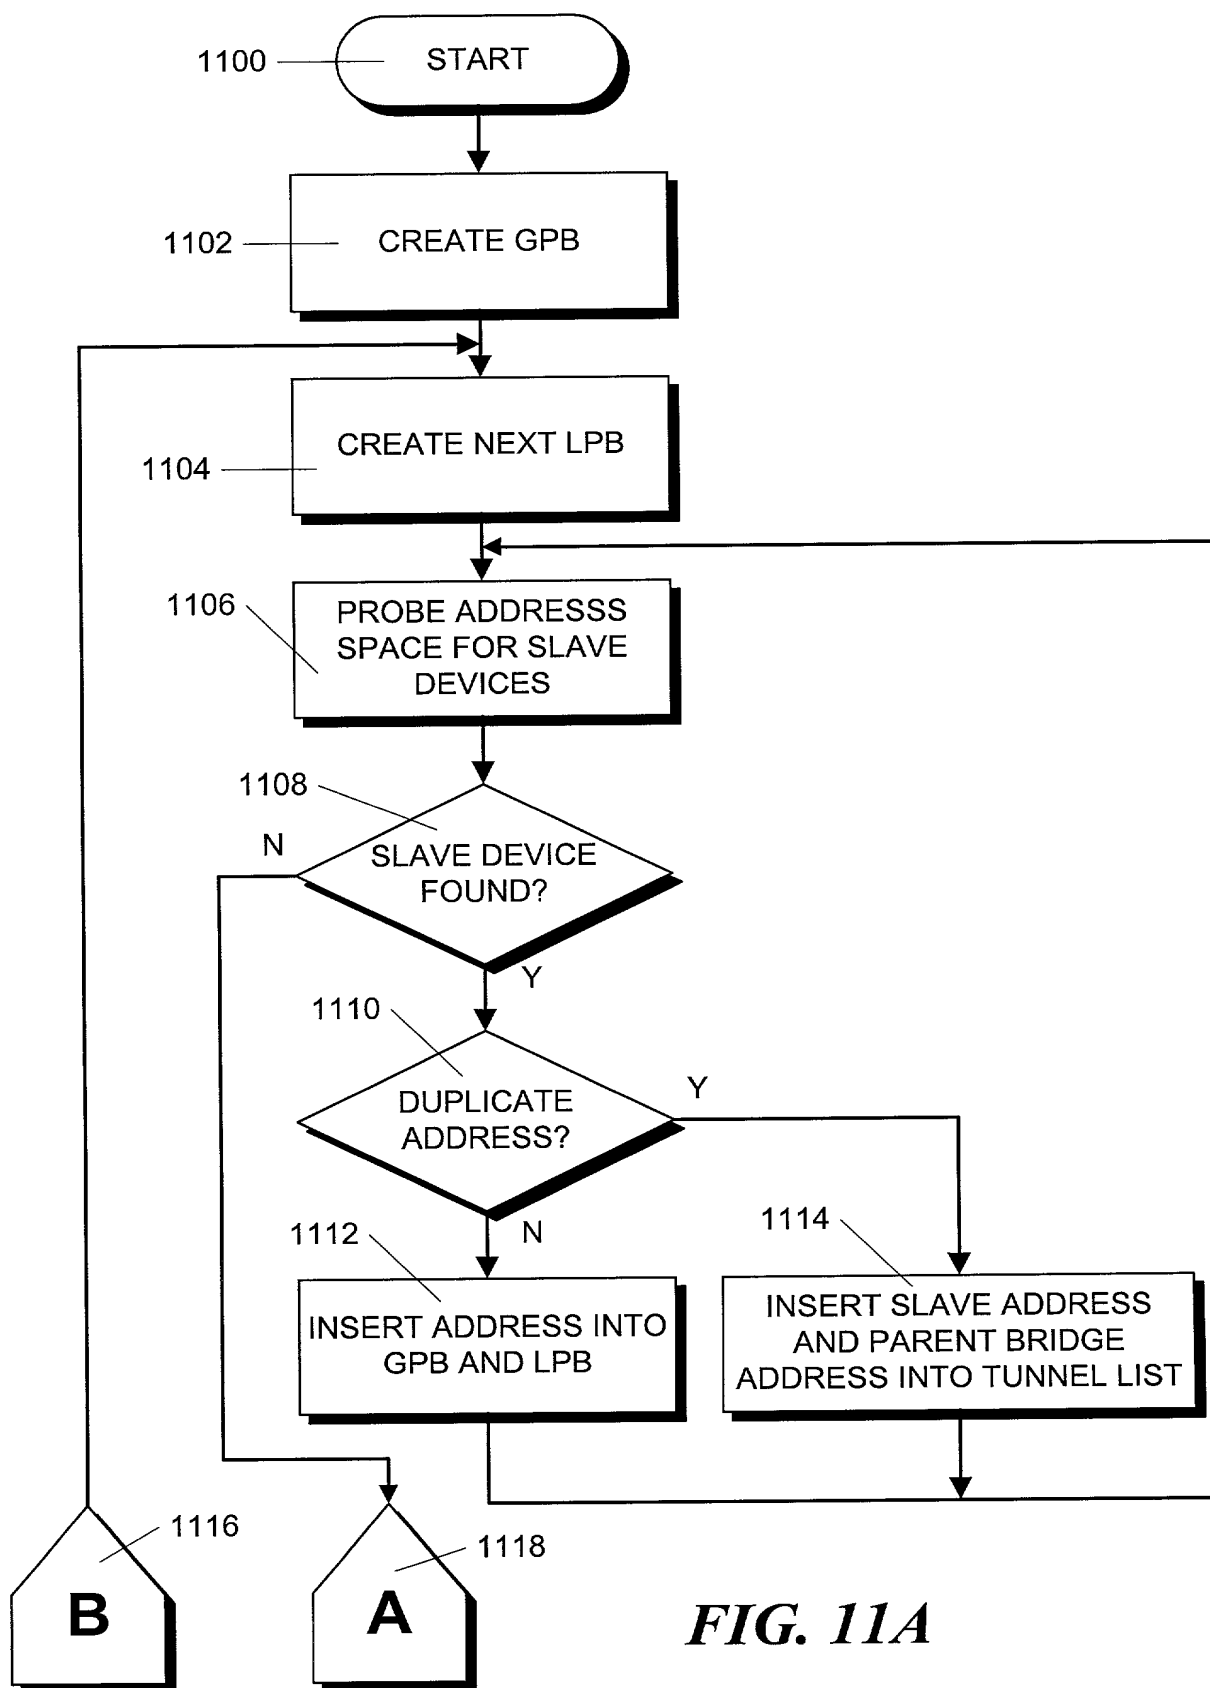 START
1100
CREATE GPB
1102
CREATE NEXT LPB
1104
PROBE ADDRESSS
SPACE FOR SLAVE
DEVICES
1106
1108
N
SLAVE DEVICE
FOUND?
Y
1110
DUPLICATE
ADDRESS?
Y
N
1112
INSERT ADDRESS INTO
GPB AND LPB
1114
INSERT SLAVE ADDRESS
AND PARENT BRIDGE
ADDRESS INTO TUNNEL LIST
1116
B
1118
A
FIG. 11A